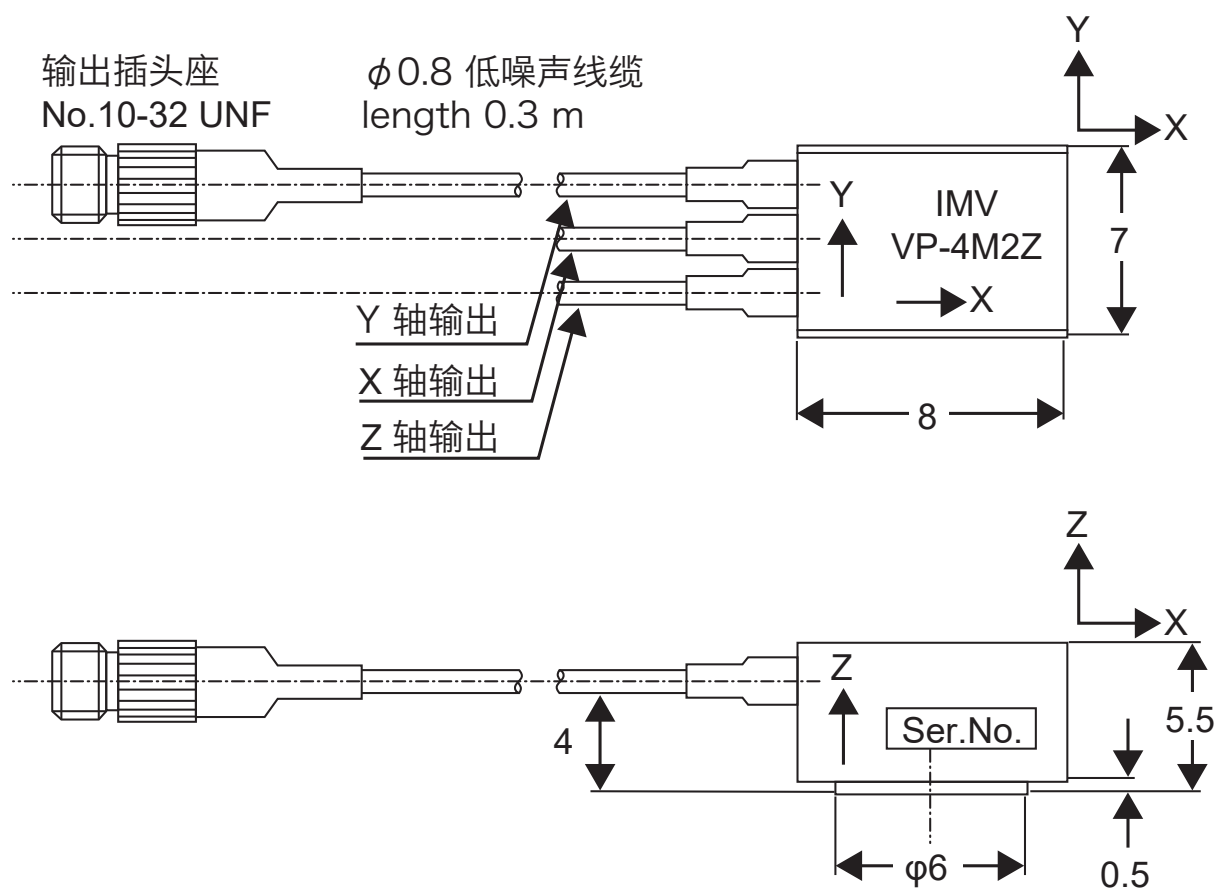 输出插头座
No.10-32 UNF
φ0.8 低噪声线缆
length 0.3 m
Y
X
Y
IMV
VP-4M2Z
X
7
8
Y 轴输出
X 轴输出
Z 轴输出
Z
X
Z
Ser.No.
4
5.5
φ6
0.5